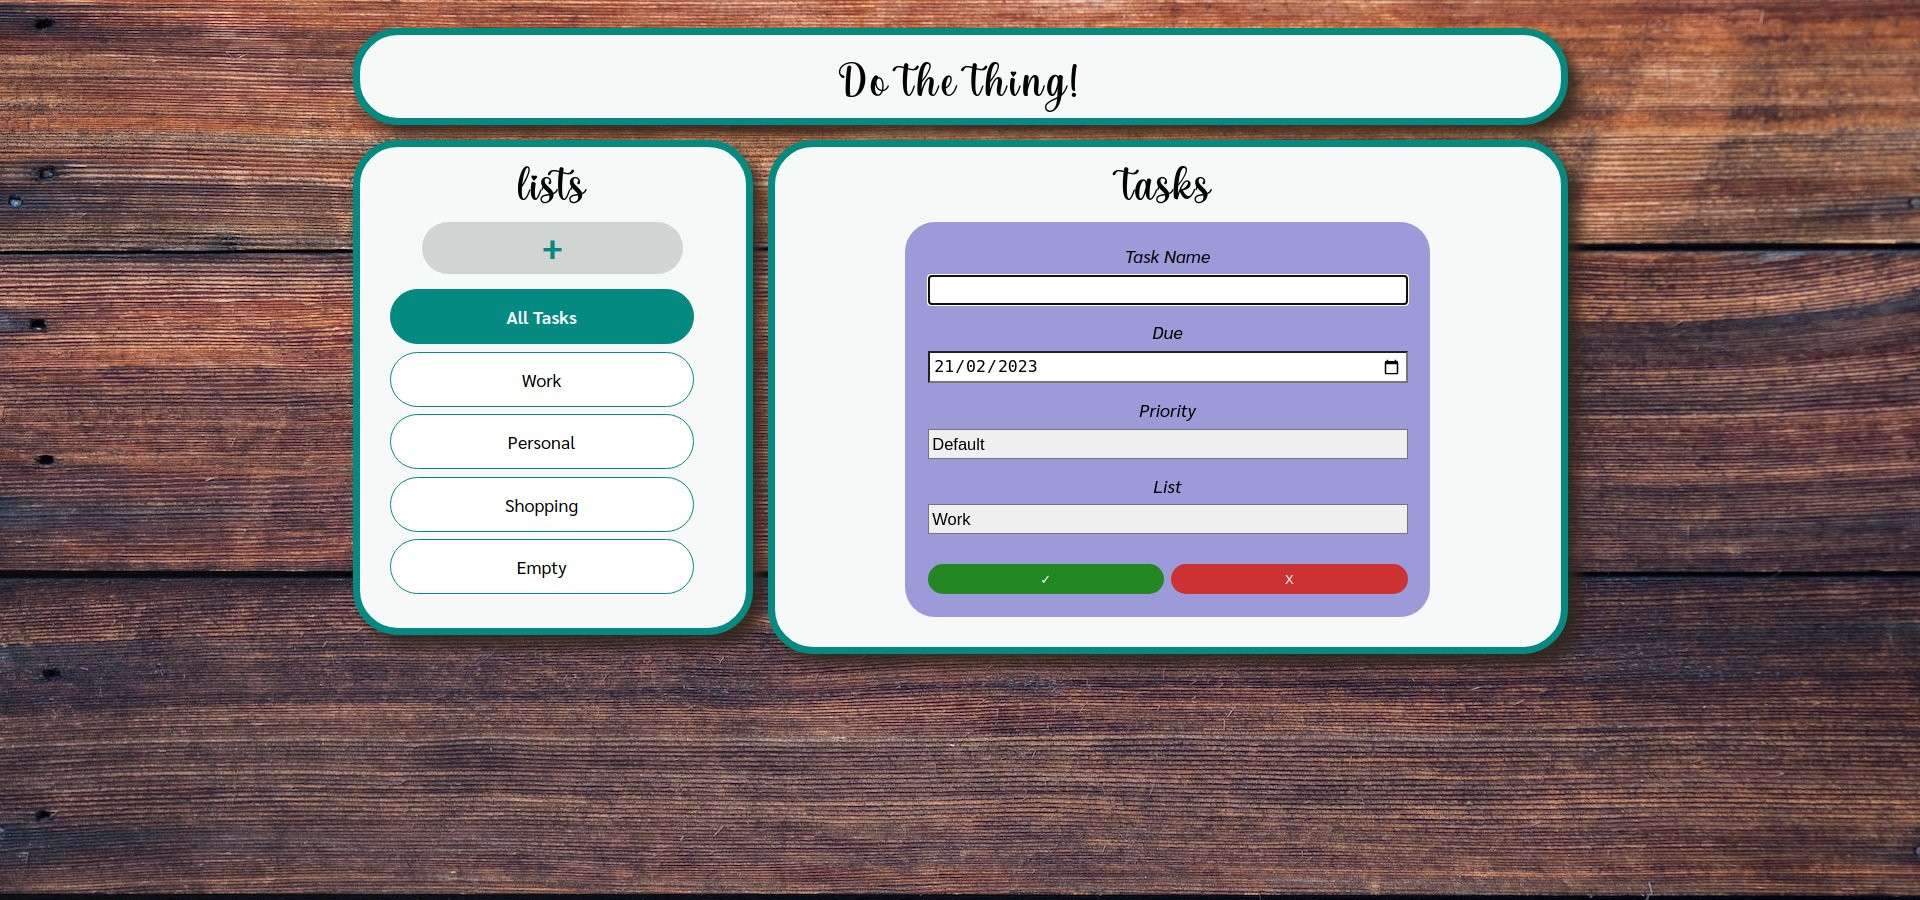 Do the thing!
lists
+
All Tasks
Work
Personal
Shopping
Empty
tasks
Task Name
Due
21/02/2023
Priority
Default
List
Work
✓
X